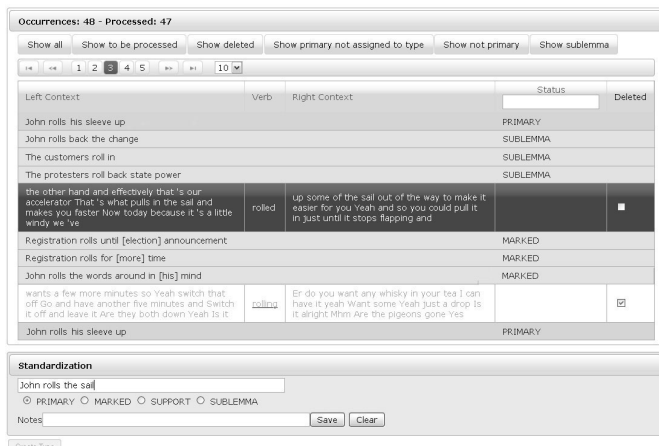 Occurrences: 48 - Processed: 47
Show all Show to be processed Show deleted Show primary not assigned to type Show not primary Show sublemma
1 2 3 4 5 10
Left Context Verb Right Context Status Deleted
John rolls his sleeve up PRIMARY
John rolls back the change SUBLEMMA
The customers roll in SUBLEMMA
The protesters roll back state power SUBLEMMA
the other hand and effectively that 's our
accelerator That 's what pulls in the sail and
makes you faster Now today because it 's a little
windy we 've
rolled
up some of the sail out of the way to make it
easier for you Yeah and so you could pull it
in just until it stops flapping and
Registration rolls until [election] announcement MARKED
Registration rolls for [more] time MARKED
John rolls the words around in [his] mind MARKED
wants a few more minutes so Yeah switch that
off Go and have another five minutes and Switch
it off and leave it Are they both down Yeah Is it
rolling
Er do you want any whisky in your tea I can
have it yeah Want some Yeah just a drop Is
it alright Mhm Are the pigeons gone Yes
John rolls his sleeve up PRIMARY
Standardization
John rolls the sail
PRIMARY MARKED SUPPORT SUBLEMMA
Notes Save Clear